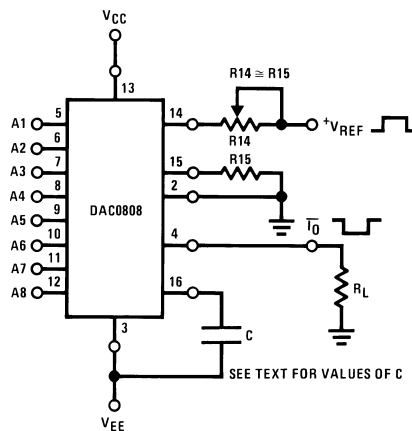 VCC
13
R14 ≅ R15
A1 5
14
R14
+VREF
A2 6
A3 7
15
R15
A4 8
2
DAC0808
A5 9
A6 10
4
IO
A7 11
A8 12
16
RL
3
C
SEE TEXT FOR VALUES OF C
VEE